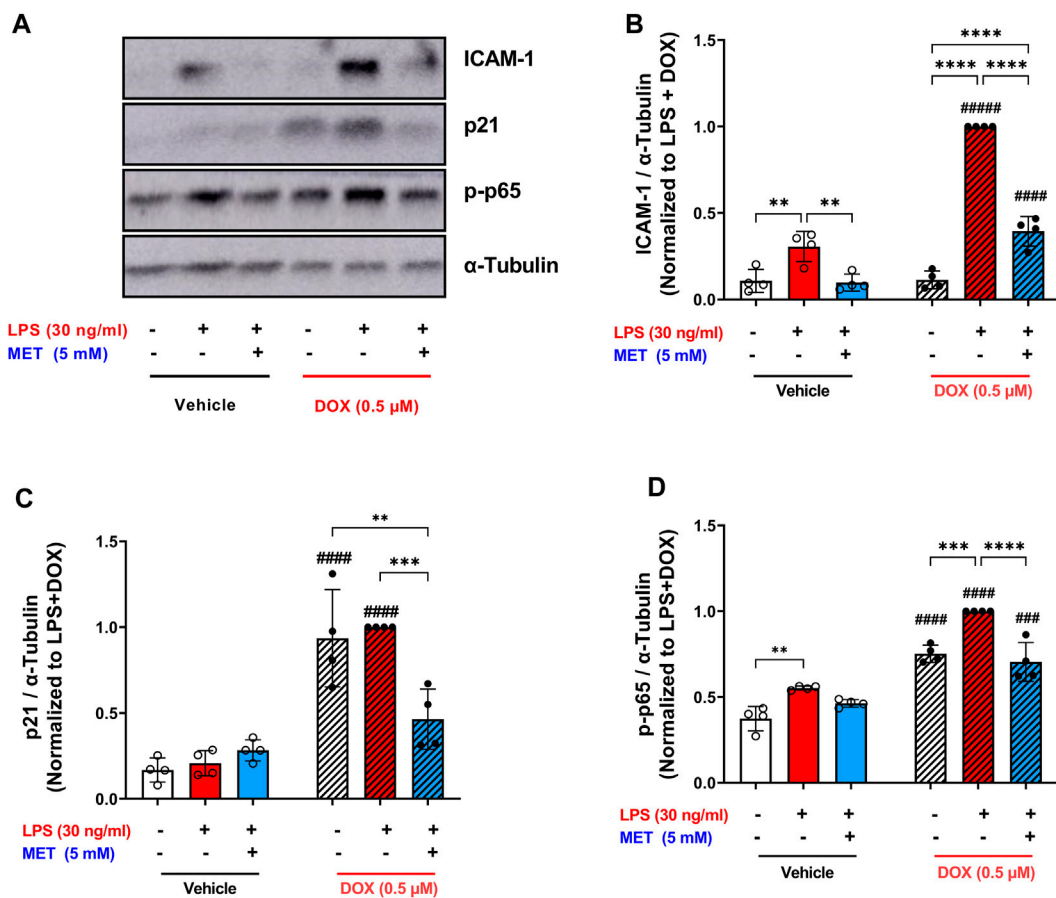 A
ICAM-1
p21
p-p65
α-Tubulin
- + + - + +
LPS (30 ng/ml)
- - + - - +
MET (5 mM)
Vehicle
DOX (0.5 μM)
B
ICAM-1 / α-Tubulin
(Normalized to LPS + DOX)
1.5
1.0
0.5
0.0
****
**** ****
#####
####
** **
LPS (30 ng/ml)
- + + - + +
MET (5 mM)
- - + - - +
Vehicle
DOX (0.5 μM)
C
p21 / α-Tubulin
(Normalized to LPS+DOX)
1.5
1.0
0.5
0.0
**
***
####
####
LPS (30 ng/ml)
- + + - + +
MET (5 mM)
- - + - - +
Vehicle
DOX (0.5 μM)
D
p-p65 / α-Tubulin
(Normalized to LPS+DOX)
1.5
1.0
0.5
0.0
*** ****
####
#### ###
**
LPS (30 ng/ml)
- + + - + +
MET (5 mM)
- - + - - +
Vehicle
DOX (0.5 μM)